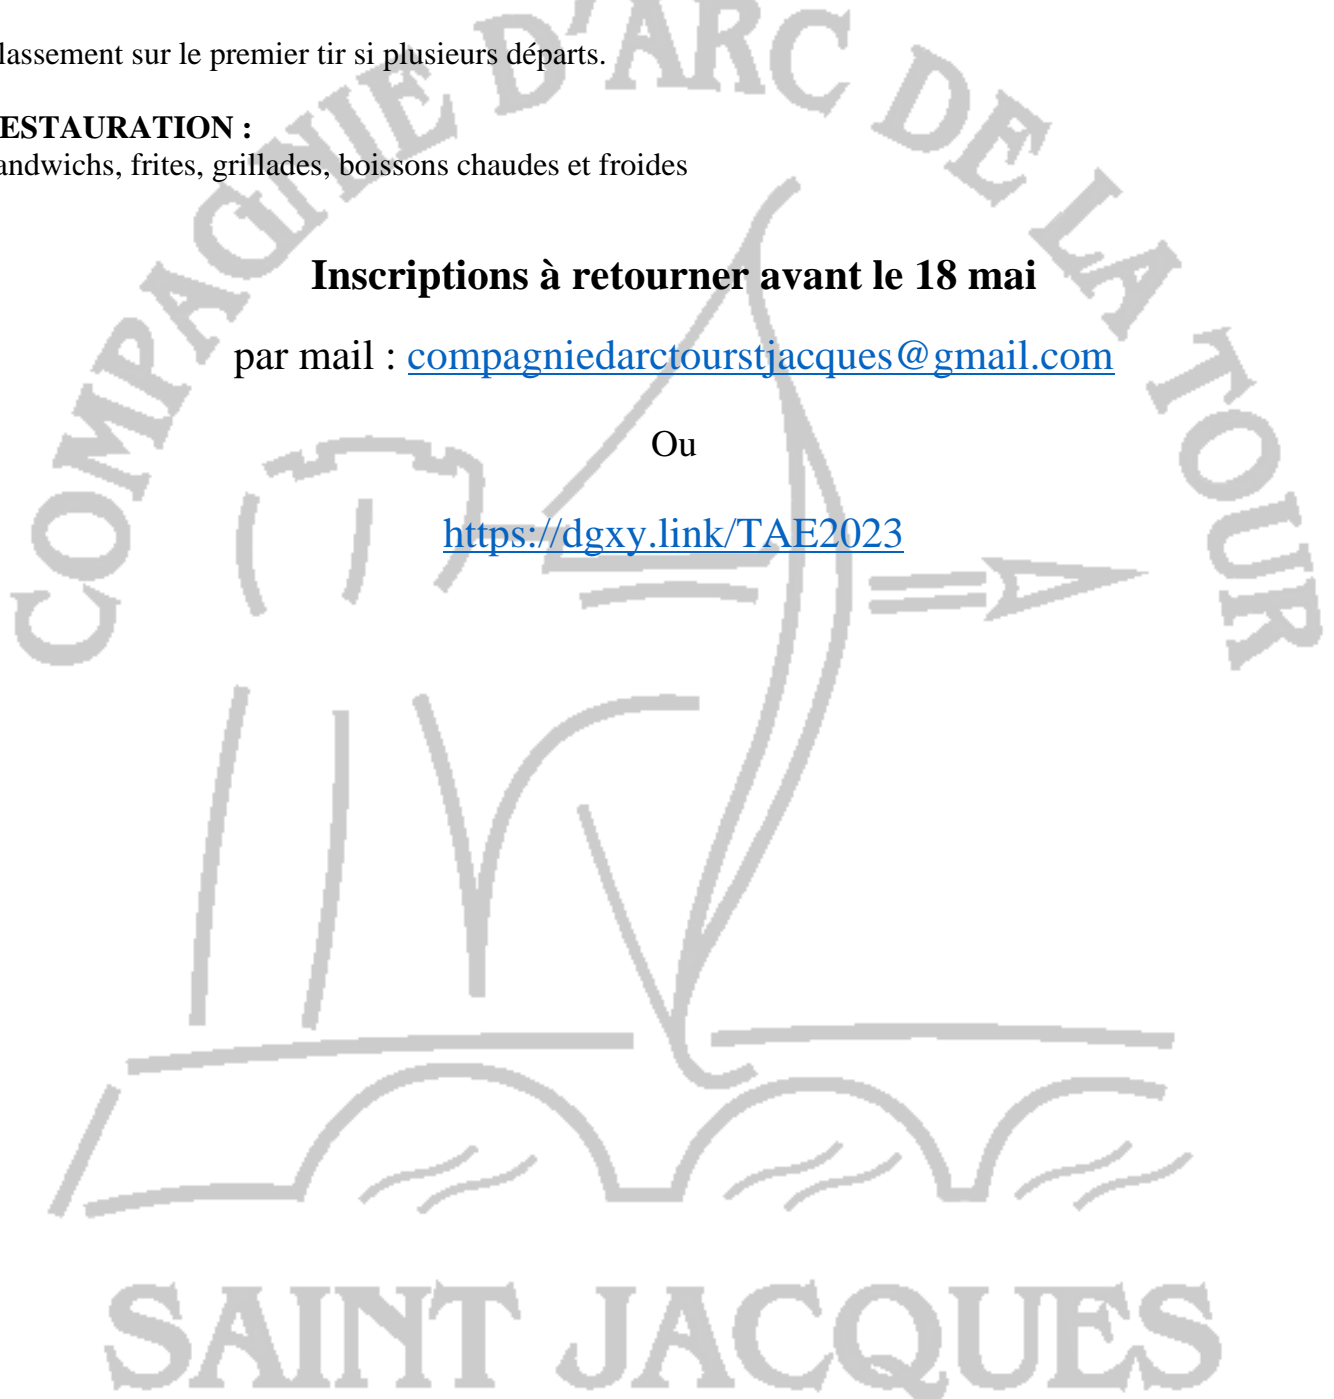 lassement sur le premier tir si plusieurs départs.
ESTAURATION :
andwichs, frites, grillades, boissons chaudes et froides
Inscriptions à retourner avant le 18 mai
par mail : compagniedarctourstjacques@gmail.com
Ou
https://dgxy.link/TAE2023
COMPAGNIE D'ARC DE LA TOUR
SAINT JACQUES